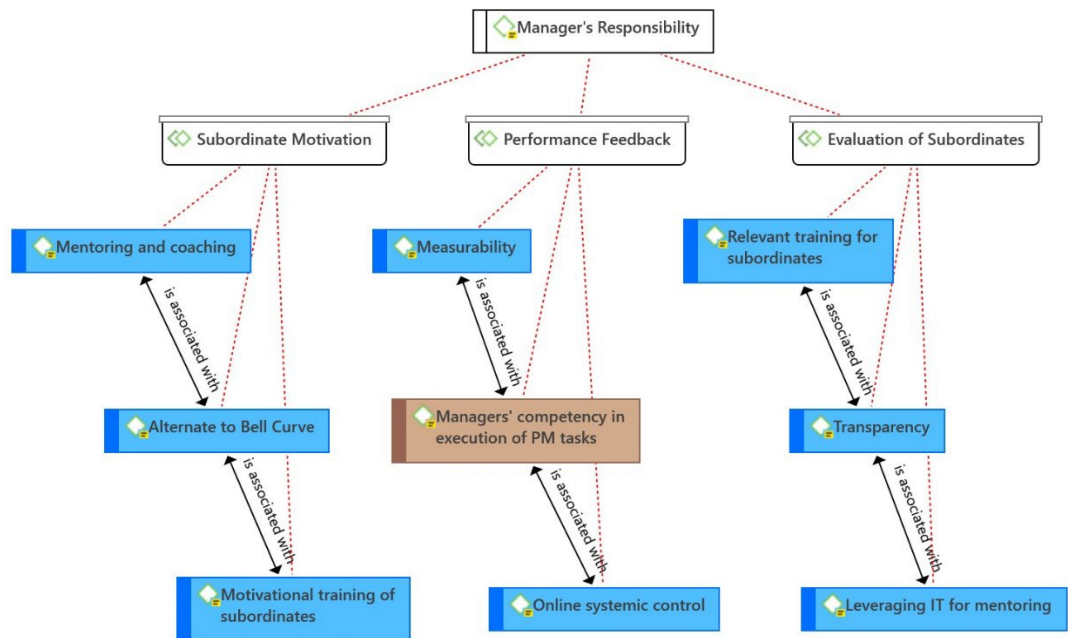 Manager's Responsibility
Subordinate Motivation
Performance Feedback
Evaluation of Subordinates
Mentoring and coaching
Measurability
Relevant training for
subordinates
is associated with
is associated with
is associated with
Alternate to Bell Curve
Managers' competency in
execution of PM tasks
Transparency
is associated with
is associated with
is associated with
Motivational training of
subordinates
Online systemic control
Leveraging IT for mentoring